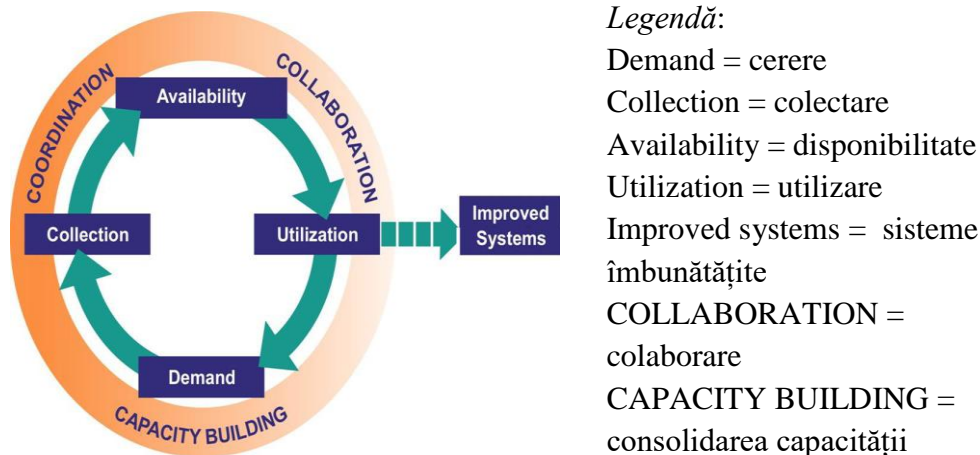 COORDINATION
COLLABORATION
Availability
Collection
Utilization
Improved
Systems
Demand
CAPACITY BUILDING
Legendă:
Demand = cerere
Collection = colectare
Availability = disponibilitate
Utilization = utilizare
Improved systems = sisteme
îmbunătățite
COLLABORATION =
colaborare
CAPACITY BUILDING =
consolidarea capacității